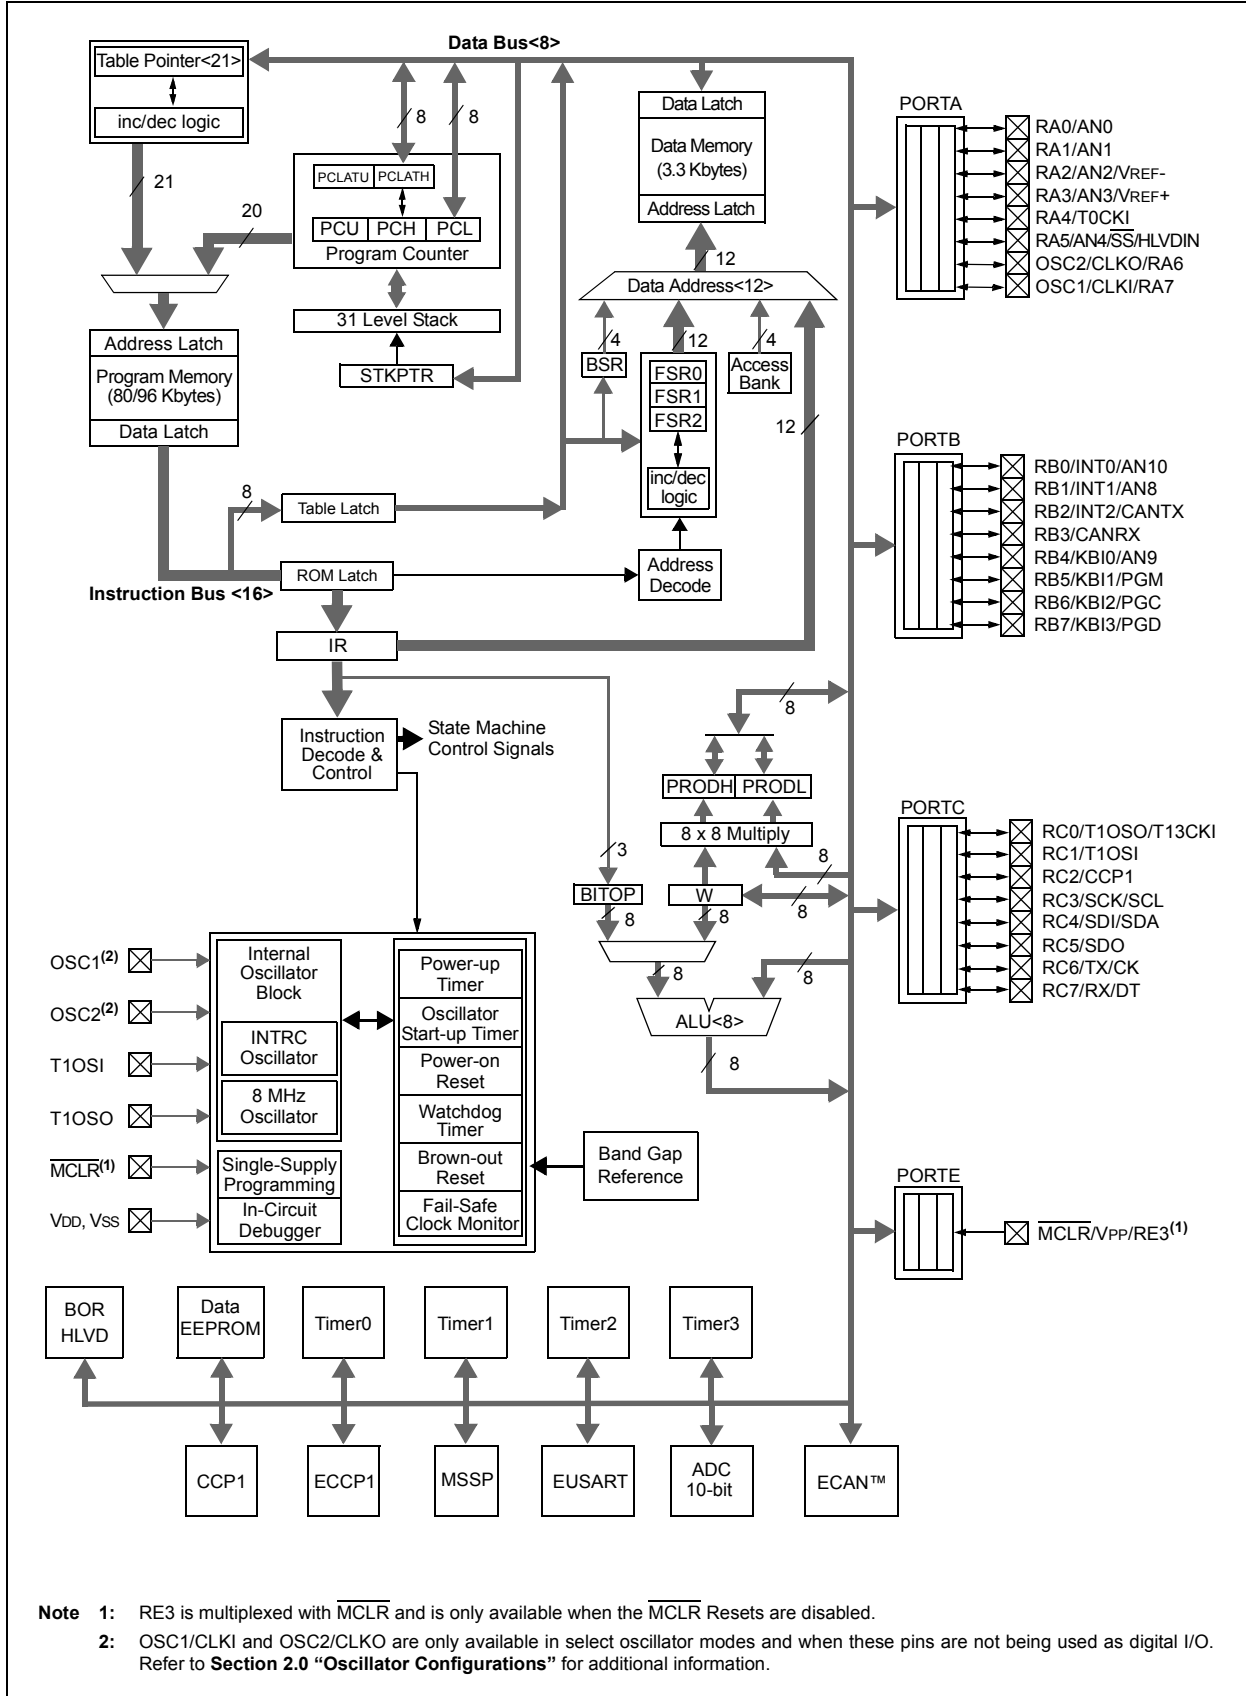 Data Bus<8>
Table Pointer<21>
inc/dec logic
21
20
8
8
PCLATU
PCLATH
PCU
PCH
PCL
Program Counter
31 Level Stack
STKPTR
Data Latch
Data Memory
(3.3 Kbytes)
Address Latch
12
Data Address<12>
4
12
4
BSR
FSR0
FSR1
FSR2
inc/dec
logic
Access
Bank
12
Address Latch
Program Memory
(80/96 Kbytes)
Data Latch
8
Table Latch
ROM Latch
Instruction Bus <16>
Address
Decode
IR
Instruction
Decode &
Control
State Machine
Control Signals
8
PRODH
PRODL
8 x 8 Multiply
3
8
BITOP
W
8
8
8
8
8
ALU<8>
8
PORTA
RA0/AN0
RA1/AN1
RA2/AN2/VREF-
RA3/AN3/VREF+
RA4/T0CKI
RA5/AN4/SS/HLVDIN
OSC2/CLKO/RA6
OSC1/CLKI/RA7
PORTB
RB0/INT0/AN10
RB1/INT1/AN8
RB2/INT2/CANTX
RB3/CANRX
RB4/KBI0/AN9
RB5/KBI1/PGM
RB6/KBI2/PGC
RB7/KBI3/PGD
PORTC
RC0/T1OSO/T13CKI
RC1/T1OSI
RC2/CCP1
RC3/SCK/SCL
RC4/SDI/SDA
RC5/SDO
RC6/TX/CK
RC7/RX/DT
PORTE
MCLR/VPP/RE3(1)
OSC1(2)
OSC2(2)
T1OSI
T1OSO
MCLR(1)
VDD, VSS
Internal
Oscillator
Block
INTRC
Oscillator
8 MHz
Oscillator
Single-Supply
Programming
In-Circuit
Debugger
Power-up
Timer
Oscillator
Start-up Timer
Power-on
Reset
Watchdog
Timer
Brown-out
Reset
Fail-Safe
Clock Monitor
Band Gap
Reference
BOR
HLVD
Data
EEPROM
Timer0
Timer1
Timer2
Timer3
CCP1
ECCP1
MSSP
EUSART
ADC
10-bit
ECAN™
Note 1: RE3 is multiplexed with MCLR and is only available when the MCLR Resets are disabled.
2: OSC1/CLKI and OSC2/CLKO are only available in select oscillator modes and when these pins are not being used as digital I/O.
Refer to Section 2.0 “Oscillator Configurations” for additional information.